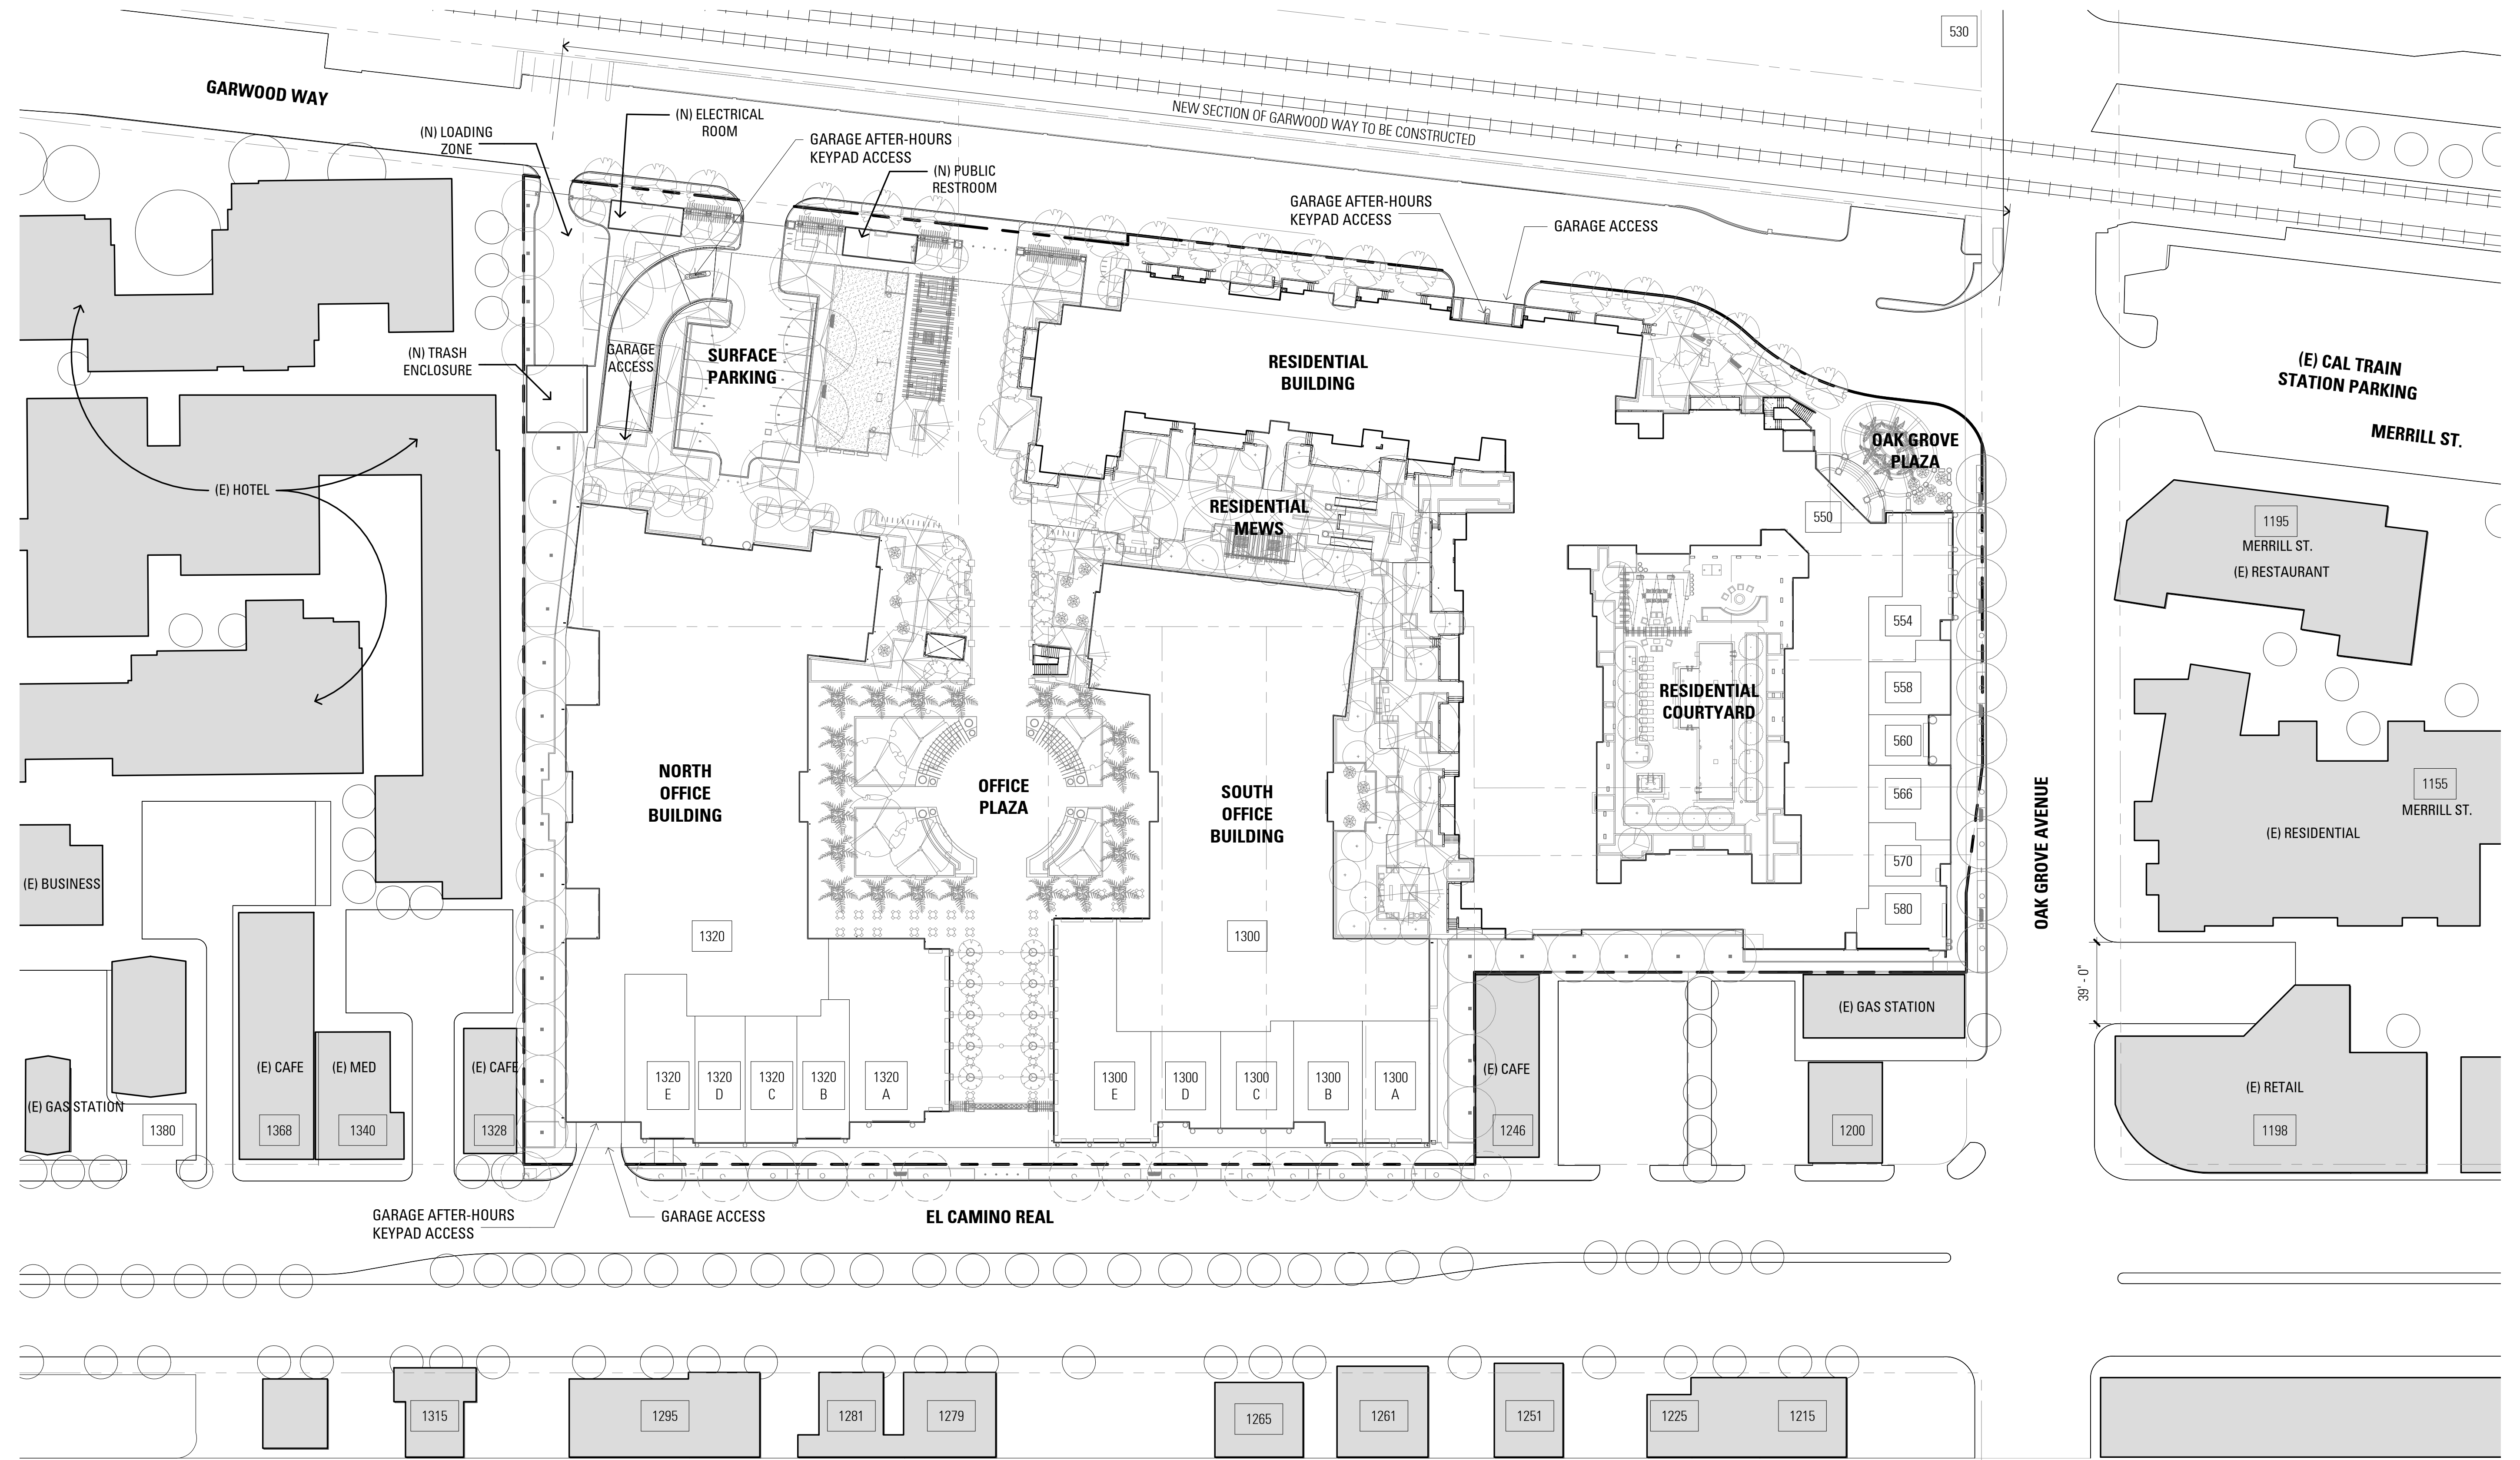 530
GARWOOD WAY
NEW SECTION OF GARWOOD WAY TO BE CONSTRUCTED
(N) LOADING
ZONE
(N) ELECTRICAL
ROOM
GARAGE AFTER-HOURS
KEYPAD ACCESS
(N) PUBLIC
RESTROOM
GARAGE AFTER-HOURS
KEYPAD ACCESS
GARAGE ACCESS
(N) TRASH
ENCLOSURE
GARAGE
ACCESS
SURFACE
PARKING
RESIDENTIAL
BUILDING
(E) CAL TRAIN
STATION PARKING
MERRILL ST.
OAK GROVE
PLAZA
(E) HOTEL
RESIDENTIAL
MEWS
550
1195
MERRILL ST.
(E) RESTAURANT
554
558
RESIDENTIAL
COURTYARD
560
566
570
580
NORTH
OFFICE
BUILDING
OFFICE
PLAZA
SOUTH
OFFICE
BUILDING
OAK GROVE AVENUE
1155
MERRILL ST.
(E) RESIDENTIAL
(E) BUSINESS
1320
1300
39' - 0"
(E) GAS STATION
(E) CAFE
(E) MED
(E) CAFE
1320
E
1320
D
1320
C
1320
B
1320
A
1300
E
1300
D
1300
C
1300
B
1300
A
(E) CAFE
(E) RETAIL
(E) GAS STATION
1380
1368
1340
1328
1246
1200
1198
GARAGE AFTER-HOURS
KEYPAD ACCESS
GARAGE ACCESS
EL CAMINO REAL
1315
1295
1281
1279
1265
1261
1251
1225
1215